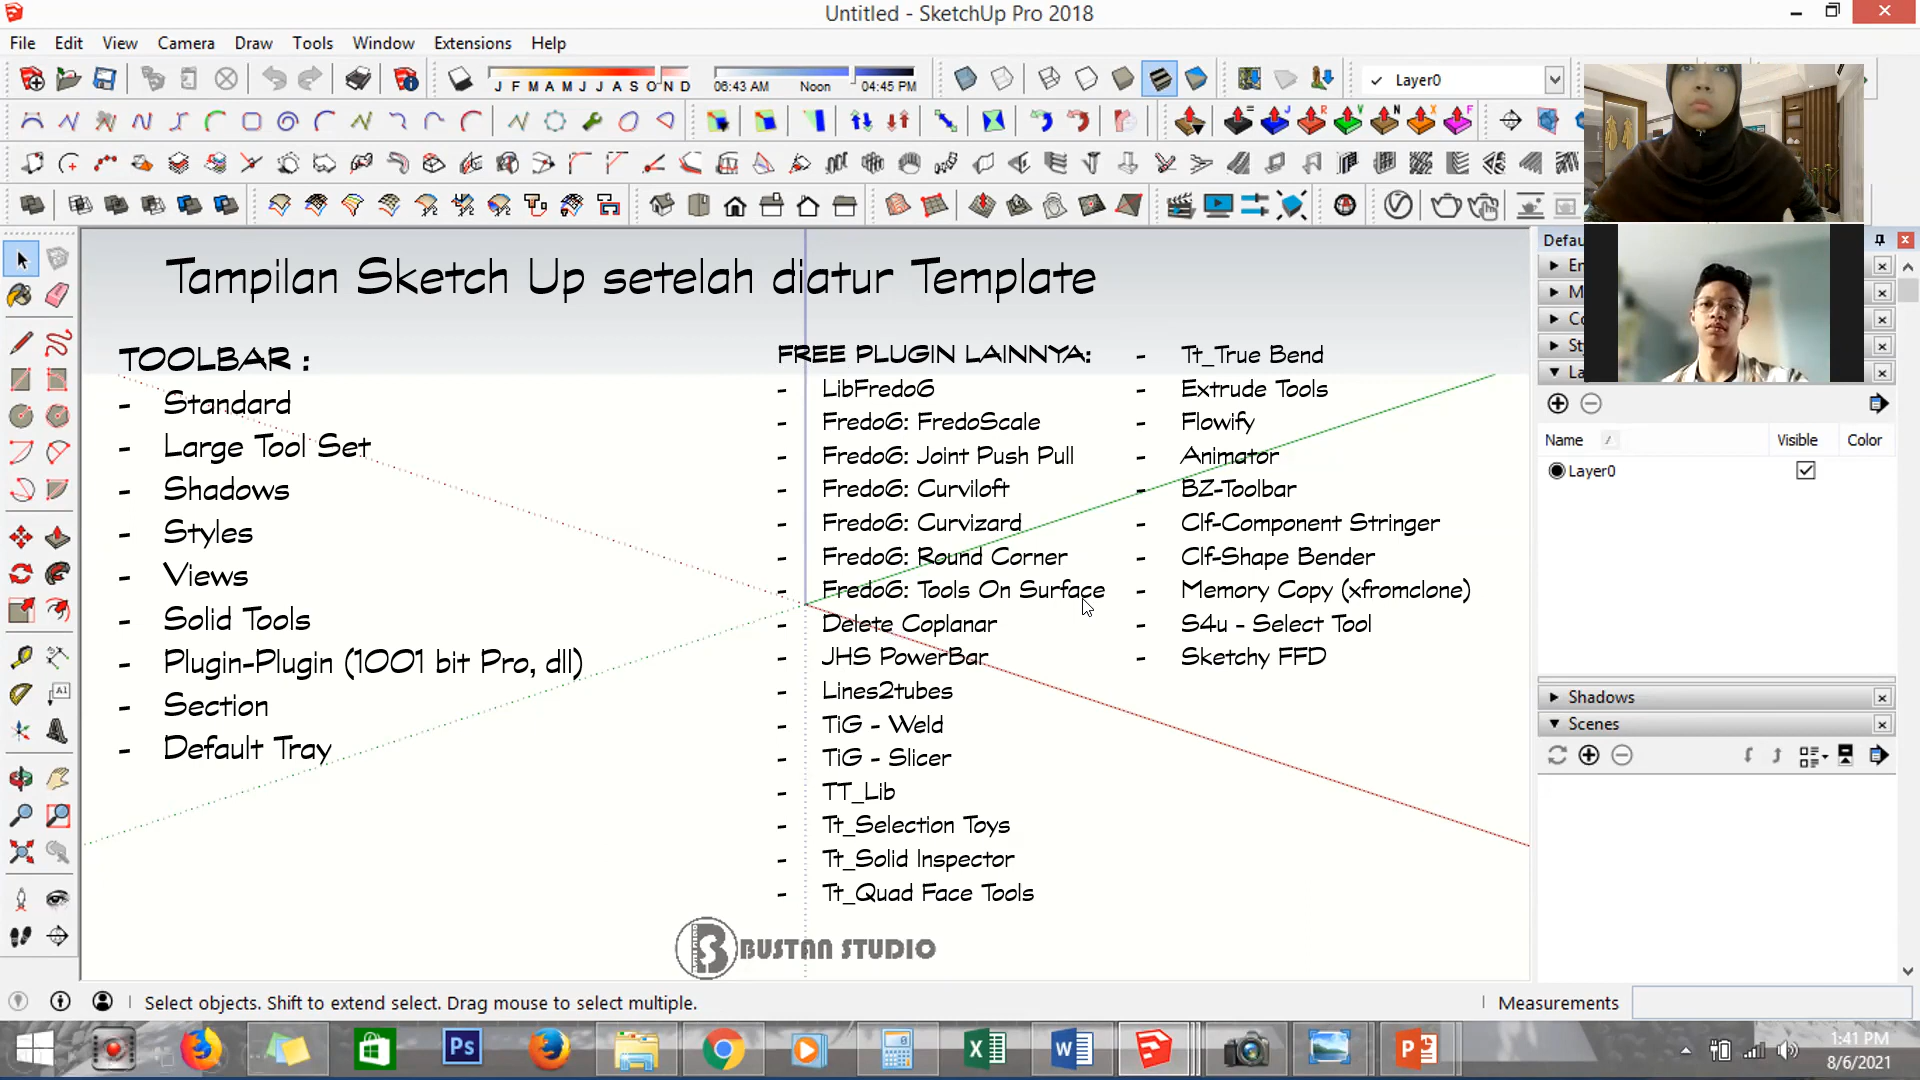 Untitled - SketchUp Pro 2018
File Edit View Camera Draw Tools Window Extensions Help
J F M A M J J A S O N D
06:43 AM Noon 04:45 PM
Layer0
Tampilan Sketch Up setelah diatur Template
TOOLBAR :
- Standard
- Large Tool Set
- Shadows
- Styles
- Views
- Solid Tools
- Plugin-Plugin (1001 bit Pro, dll)
- Section
- Default Tray
FREE PLUGIN LAINNYA:
- LibFredo6
- Fredo6: FredoScale
- Fredo6: Joint Push Pull
- Fredo6: Curviloft
- Fredo6: Curvizard
- Fredo6: Round Corner
- Fredo6: Tools On Surface
- Delete Coplanar
- JHS PowerBar
- Lines2tubes
- TiG - Weld
- TiG - Slicer
- TT_Lib
- Tt_Selection Toys
- Tt_Solid Inspector
- Tt_Quad Face Tools
- Tt_True Bend
- Extrude Tools
- Flowify
- Animator
- BZ-Toolbar
- Clf-Component Stringer
- Clf-Shape Bender
- Memory Copy (xfromclone)
- S4u - Select Tool
- Sketchy FFD
BUSTAN STUDIO
Defau
En
M
Co
Sty
La
Name Visible Color
Layer0
Shadows
Scenes
Select objects. Shift to extend select. Drag mouse to select multiple.
Measurements
1:41 PM
8/6/2021